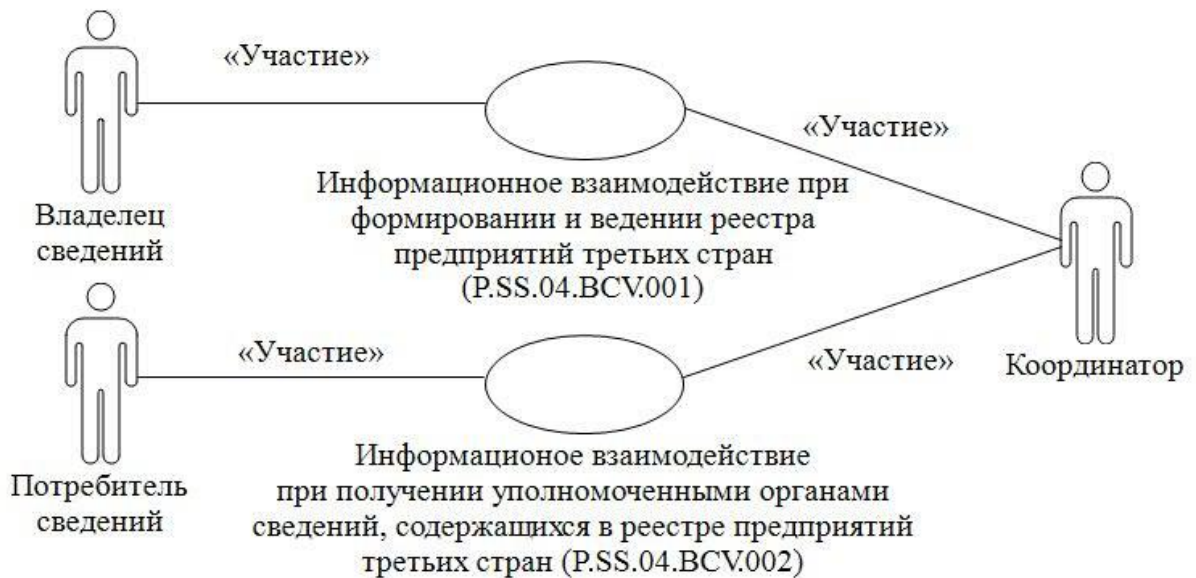 «Участие»
«Участие»
Информационное взаимодействие при
формировании и ведении реестра
предприятий третьих стран
(P.SS.04.BCV.001)
Владелец
сведений
Координатор
«Участие»
«Участие»
Информационое взаимодействие
при получении уполномоченными органами
сведений, содержащихся в реестре предприятий
третьих стран (P.SS.04.BCV.002)
Потребитель
сведений